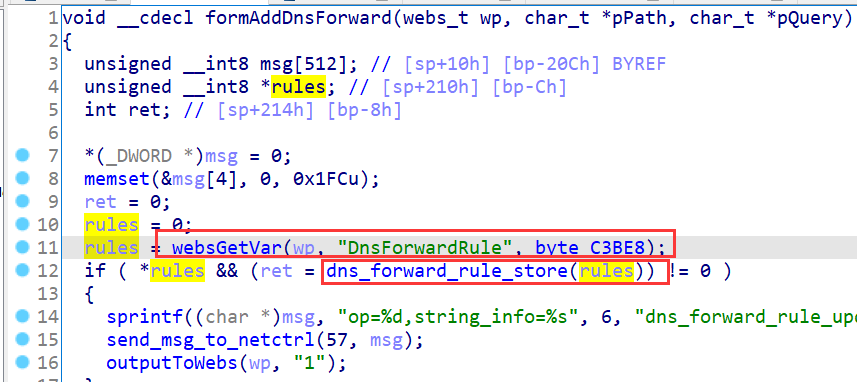 1 void __cdecl formAddDnsForward(webs_t wp, char_t *pPath, char_t *pQuery)
2 {
3 unsigned __int8 msg[512]; // [sp+10h] [bp-20Ch] BYREF
4 unsigned __int8 *rules; // [sp+210h] [bp-Ch]
5 int ret; // [sp+214h] [bp-8h]
6
7 *(_DWORD *)msg = 0;
8 memset(&msg[4], 0, 0x1FCu);
9 ret = 0;
10 rules = 0;
11 rules = websGetVar(wp, "DnsForwardRule", byte_C3BE8);
12 if ( *rules && (ret = dns_forward_rule_store(rules)) != 0 )
13 {
14 sprintf((char *)msg, "op=%d,string_info=%s", 6, "dns_forward_rule_up
15 send_msg_to_netctrl(57, msg);
16 outputToWebs(wp, "1");